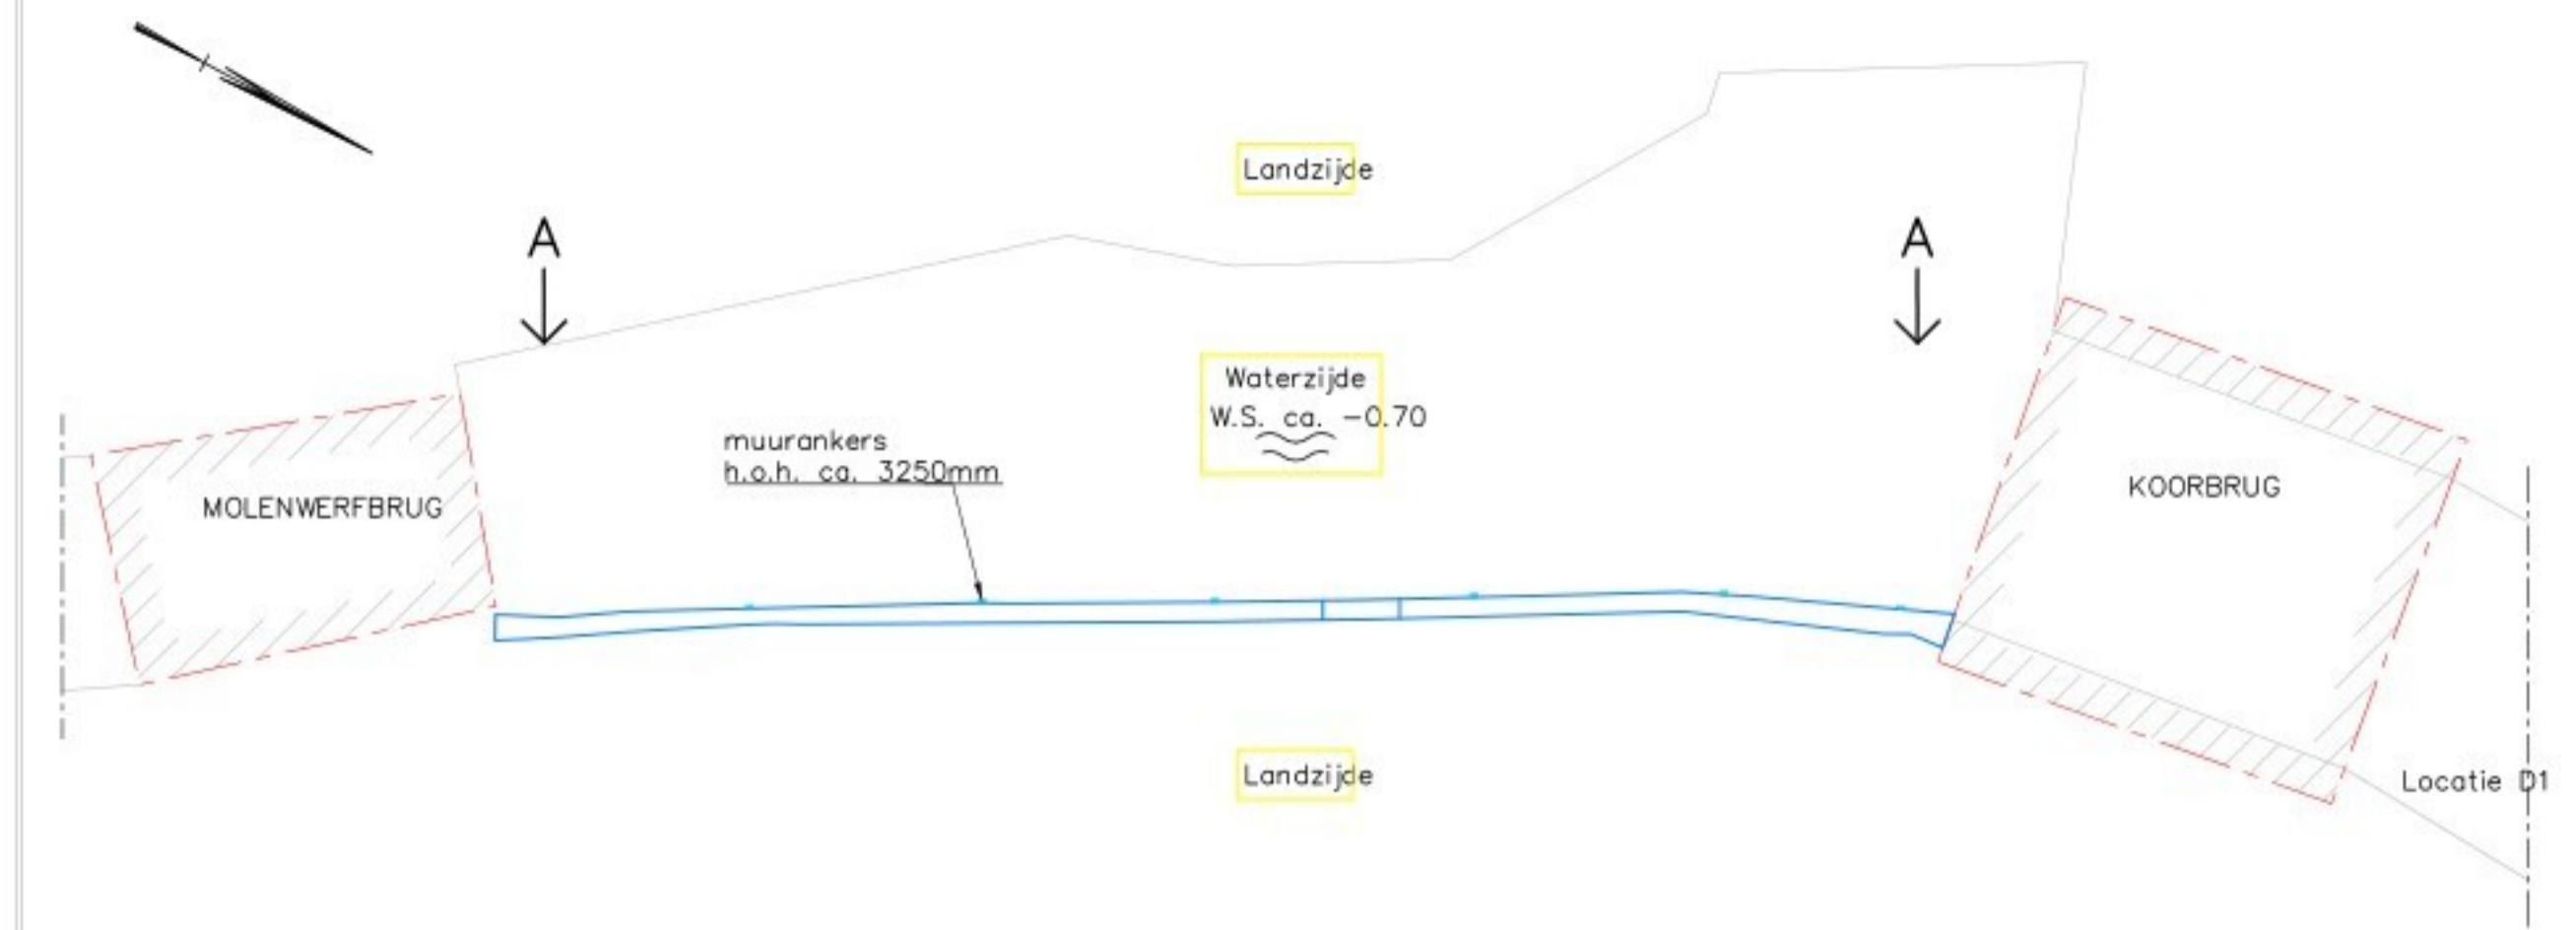 Landzijde
A
A
Waterzijde
W.S. ca. -0.70
muurankers
h.o.h. ca. 3250mm
MOLENWERFBRUG
KOORBRUG
Landzijde
Locatie D1